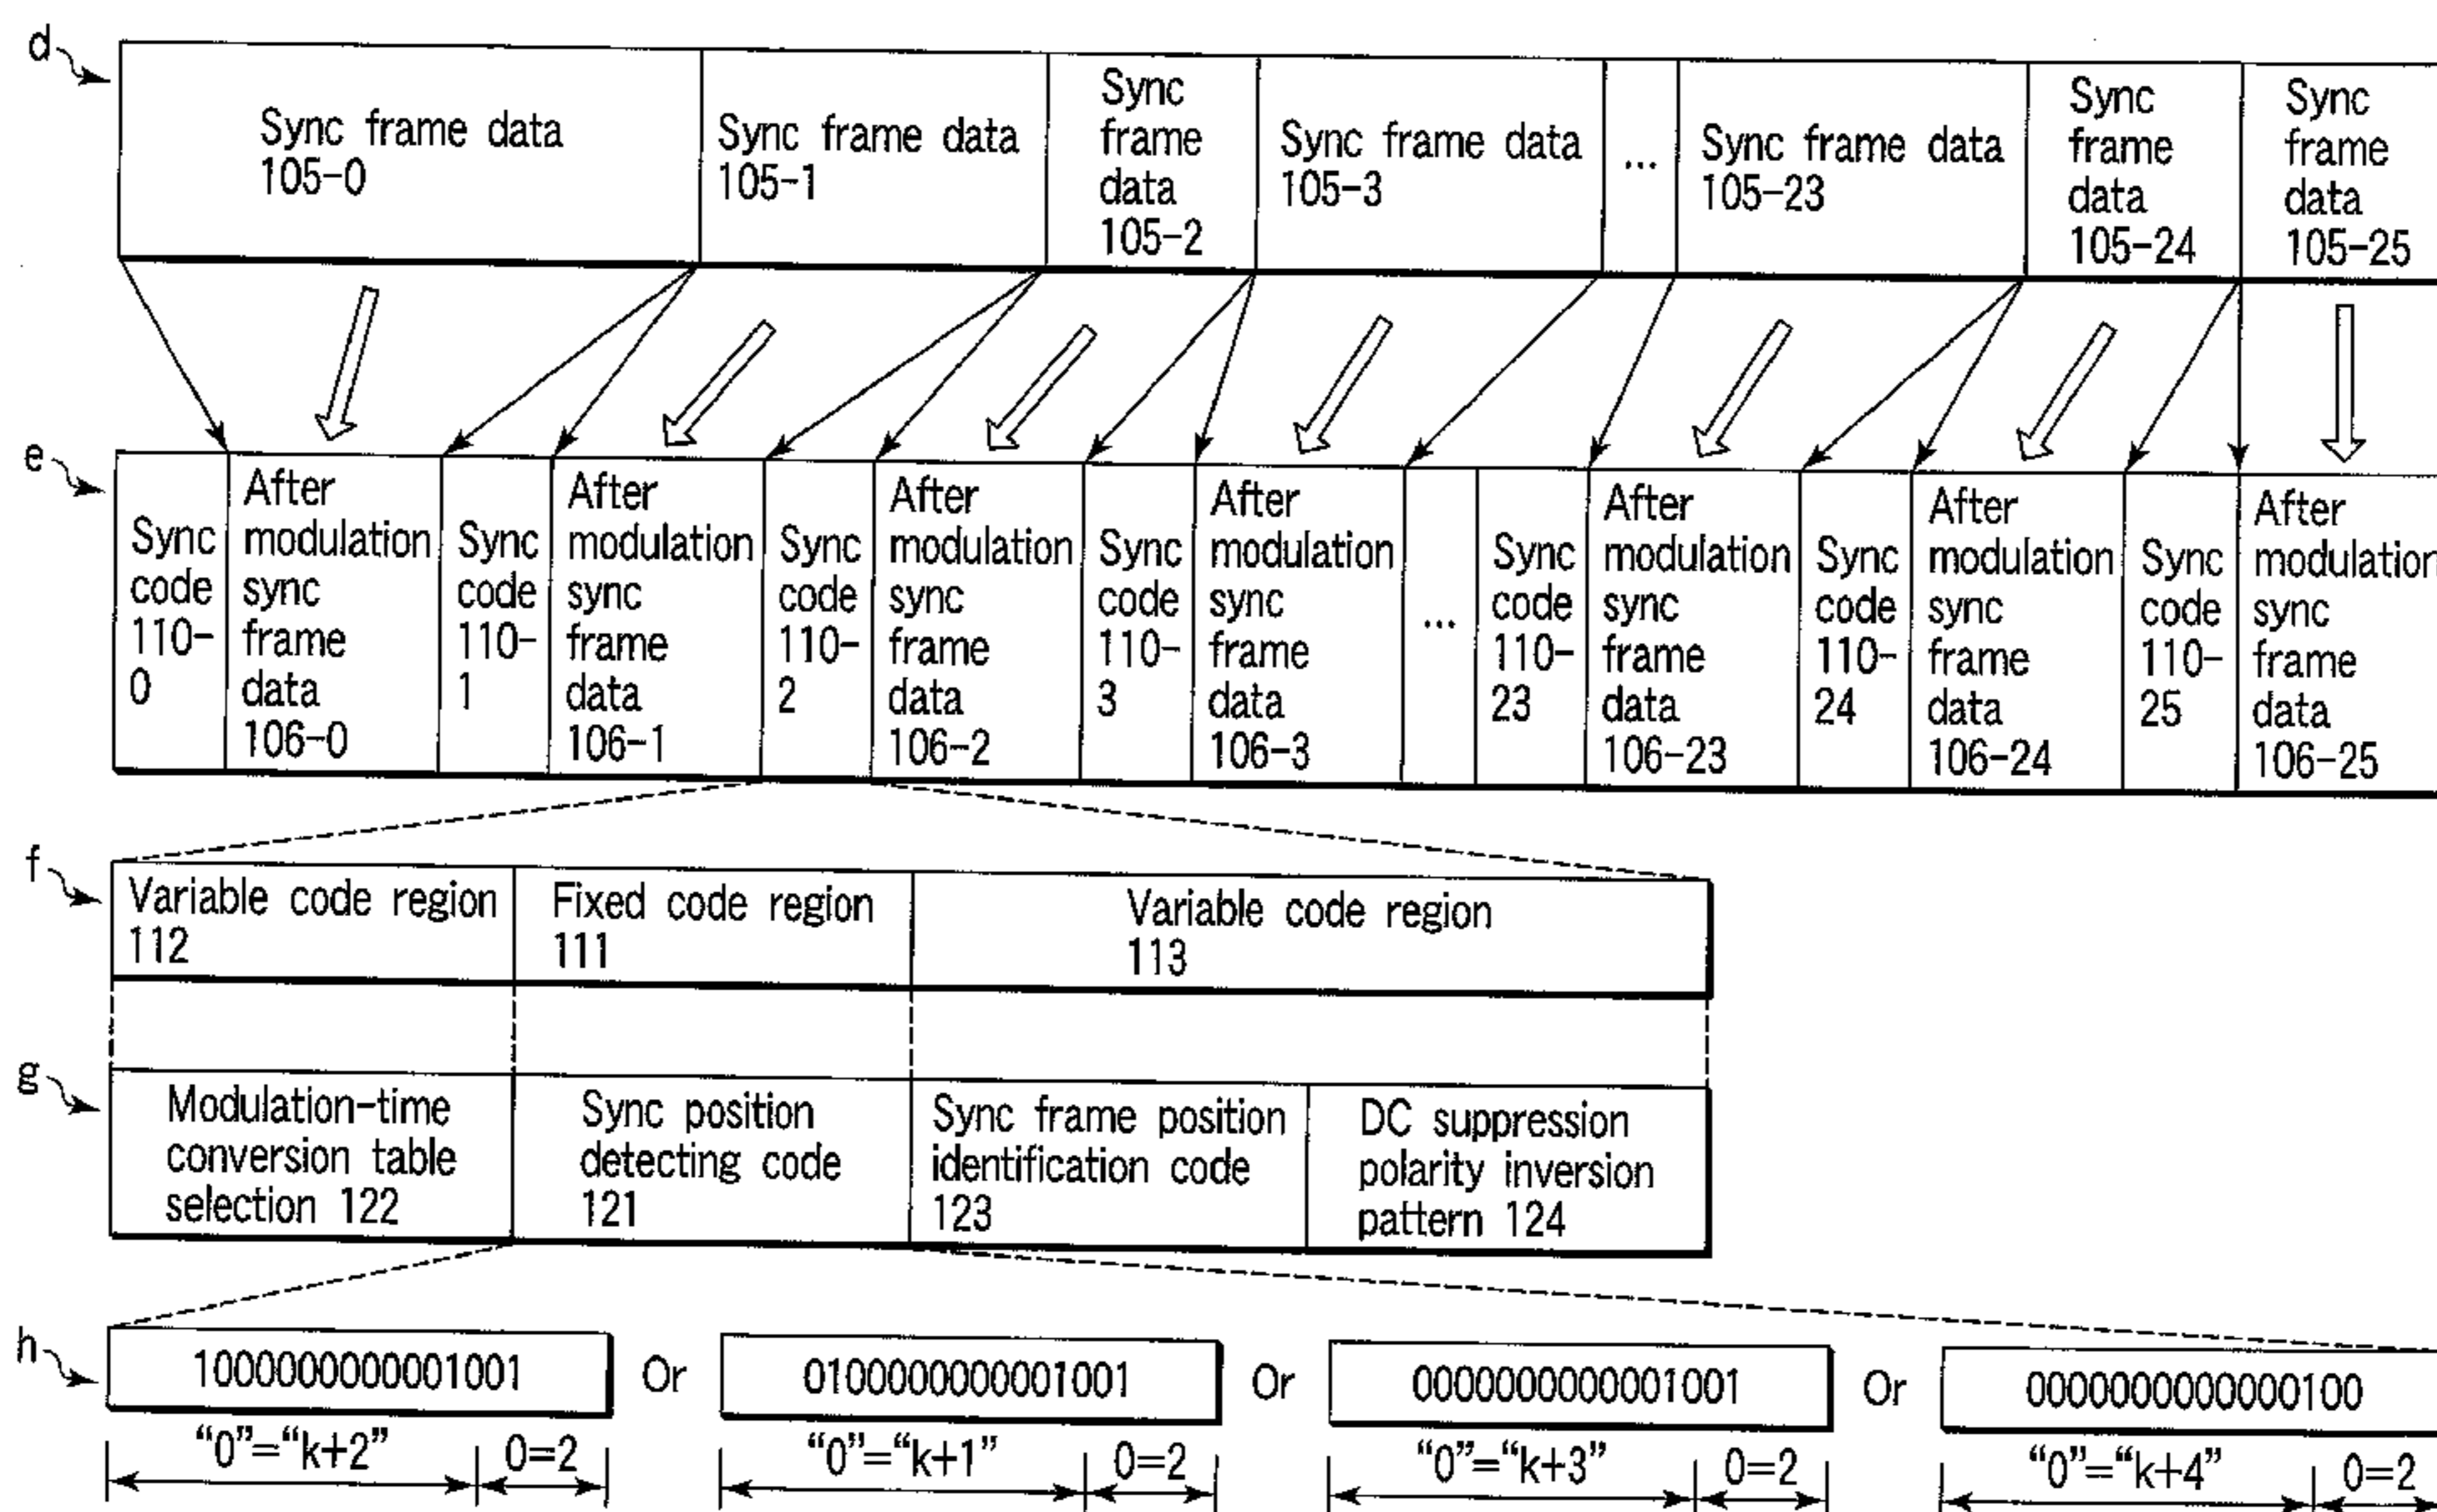 d
Sync frame data
105-0
Sync frame data
105-1
Sync
frame
data
105-2
Sync frame data
105-3
...
Sync frame data
105-23
Sync
frame
data
105-24
Sync
frame
data
105-25
e
Sync
code
110-
0
After
modulation
sync
frame
data
106-0
Sync
code
110-
1
After
modulation
sync
frame
data
106-1
Sync
code
110-
2
After
modulation
sync
frame
data
106-2
Sync
code
110-
3
After
modulation
sync
frame
data
106-3
...
Sync
code
110-
23
After
modulation
sync
frame
data
106-23
Sync
code
110-
24
After
modulation
sync
frame
data
106-24
Sync
code
110-
25
After
modulation
sync
frame
data
106-25
f
Variable code region
112
Fixed code region
111
Variable code region
113
g
Modulation-time
conversion table
selection 122
Sync position
detecting code
121
Sync frame position
identification code
123
DC suppression
polarity inversion
pattern 124
h
1000000000001001
Or
0100000000001001
Or
0000000000001001
Or
0000000000000100
“0”=“k+2”
0=2
“0”=“k+1”
0=2
“0”=“k+3”
0=2
“0”=“k+4”
0=2